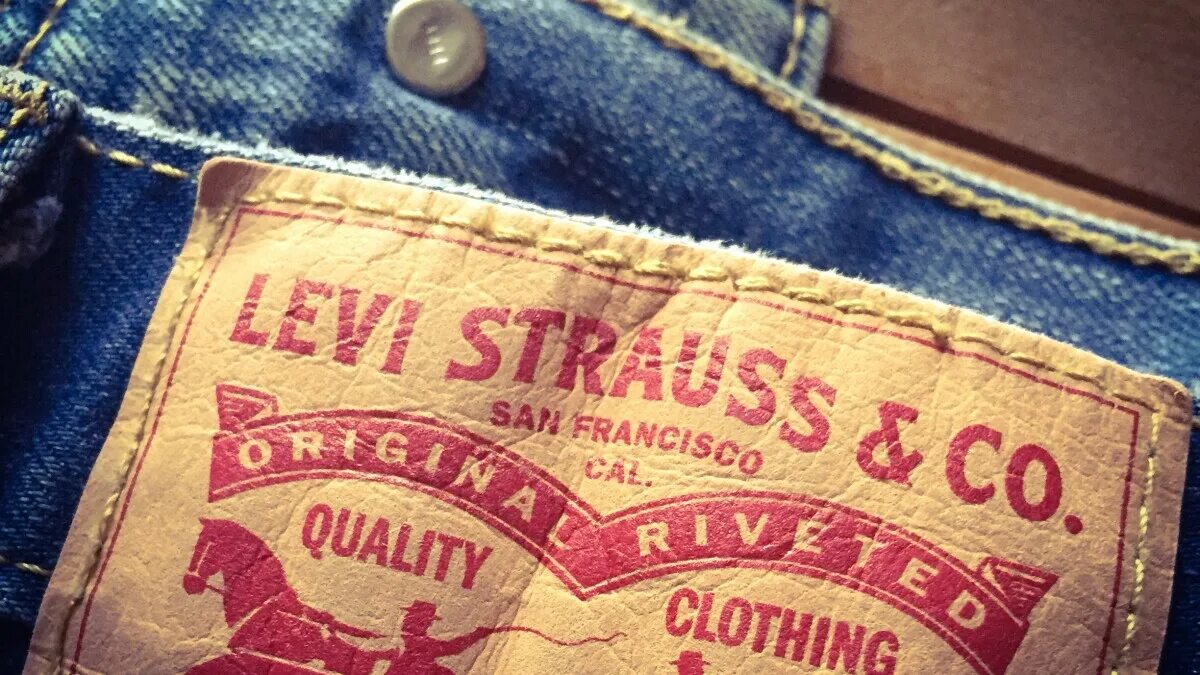 LEVI STRAUSS & CO.
SAN FRANCISCO
CAL.
ORIGINAL RIVETED
QUALITY
CLOTHING